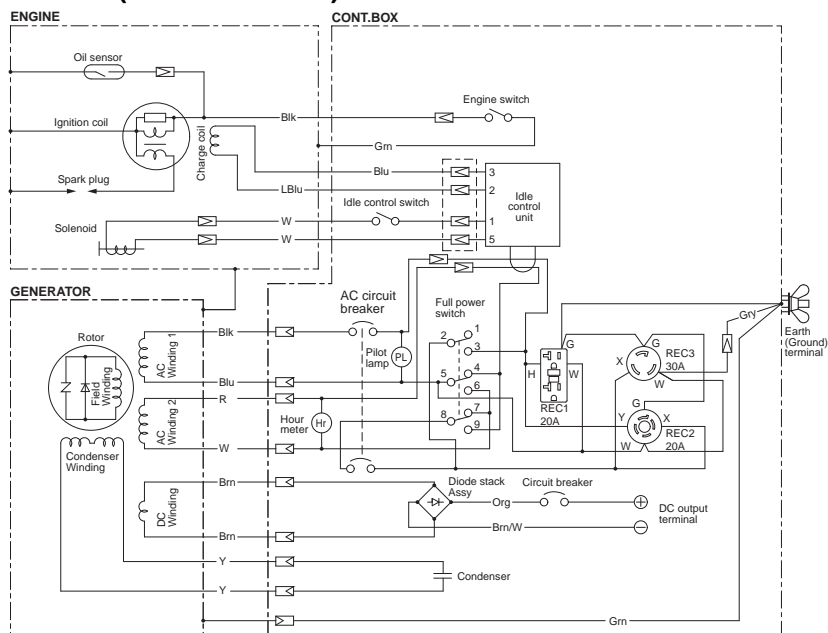 ENGINE
CONT.BOX
Oil sensor
Ignition coil
Charge coil
Spark plug
Solenoid
Blk
Engine switch
Grn
Blu
LBlu
Idle control switch
W
W
3
2
1
5
Idle
control
unit
GENERATOR
Rotor
Field
Winding
AC
Winding 1
AC
Winding 2
Condenser
Winding
DC
Winding
Blk
Blu
R
W
Brn
Brn
Y
Y
AC circuit
breaker
Pilot
lamp
PL
Hour
meter
Hr
Full power
switch
1
2
3
4
5
6
7
8
9
G
H
W
REC1
20A
G
X
W
REC3
30A
G
Y
X
W
REC2
20A
Gry
Earth
(Ground)
terminal
Diode stack
Assy
Circuit breaker
Org
Brn/W
DC output
terminal
Condenser
Grn